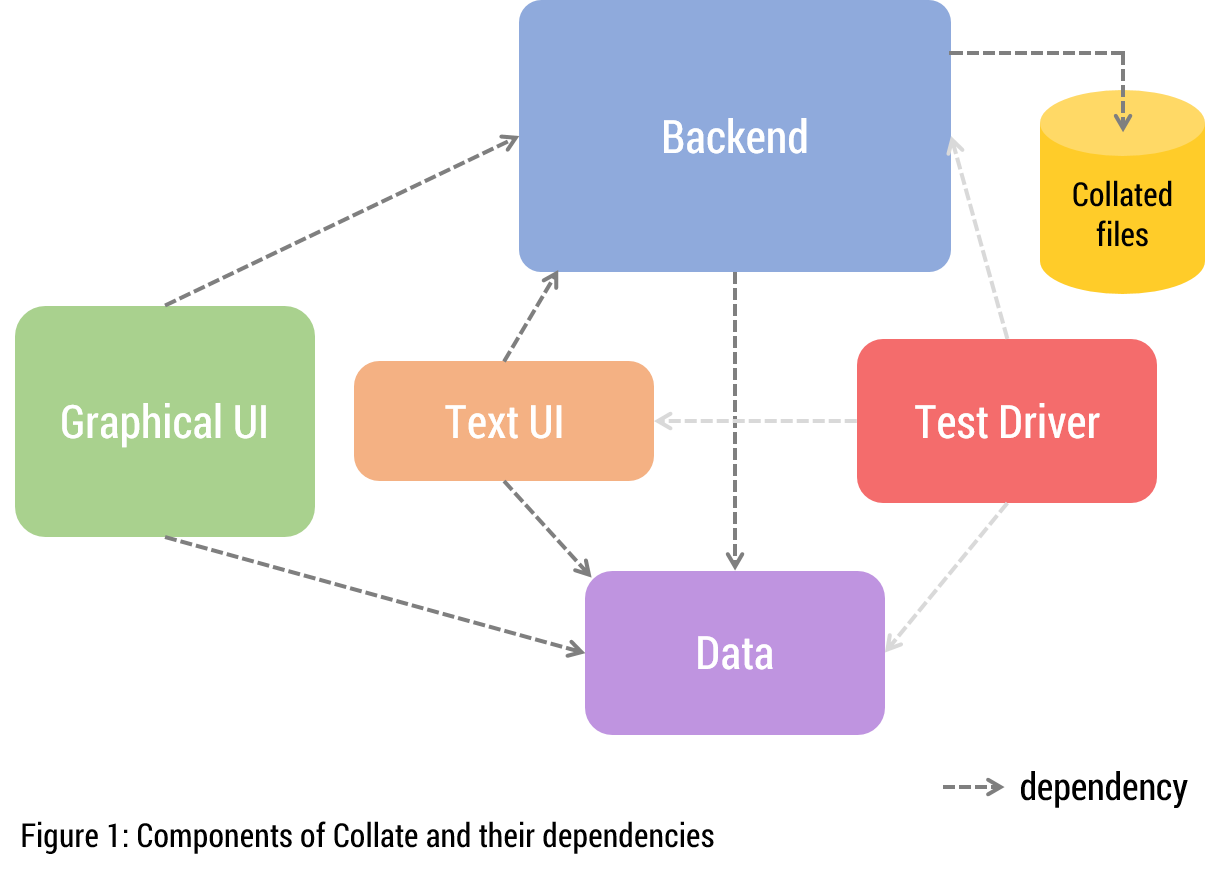 Backend
Collated
files
Graphical UI
Text UI
Test Driver
Data
dependency
Figure 1: Components of Collate and their dependencies